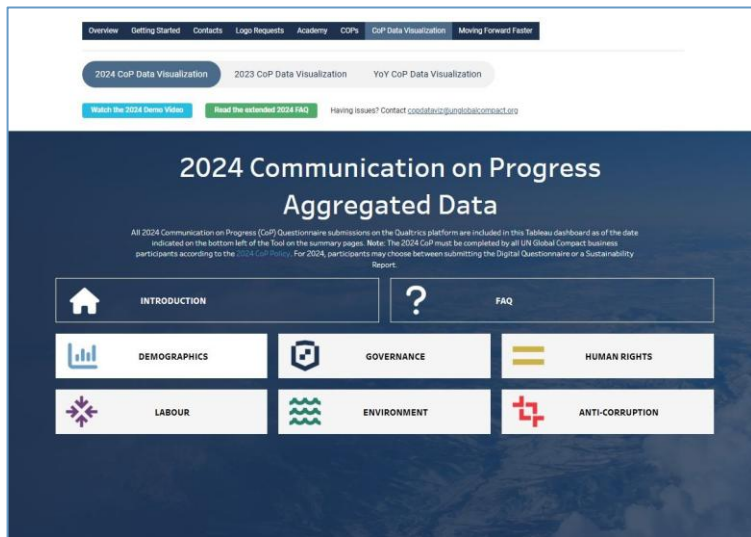 Overview Getting Started Contacts Logo Requests Academy COPs CoP Data Visualization Moving Forward Faster
2024 CoP Data Visualization 2023 CoP Data Visualization YoY CoP Data Visualization
Watch the 2024 Demo Video Read the extended 2024 FAQ Having issues? Contact copdataviz@unglobalcompact.org
2024 Communication on Progress
Aggregated Data
All 2024 Communication on Progress (CoP) Questionnaire submissions on the Qualtrics platform are included in this Tableau dashboard as of the date
indicated on the bottom left of the Tool on the summary pages. Note: The 2024 CoP must be completed by all UN Global Compact business
participants according to the 2024 CoP Policy. For 2024, participants may choose between submitting the Digital Questionnaire or a Sustainability
Report.
INTRODUCTION ? FAQ
DEMOGRAPHICS GOVERNANCE HUMAN RIGHTS
LABOUR ENVIRONMENT ANTI-CORRUPTION